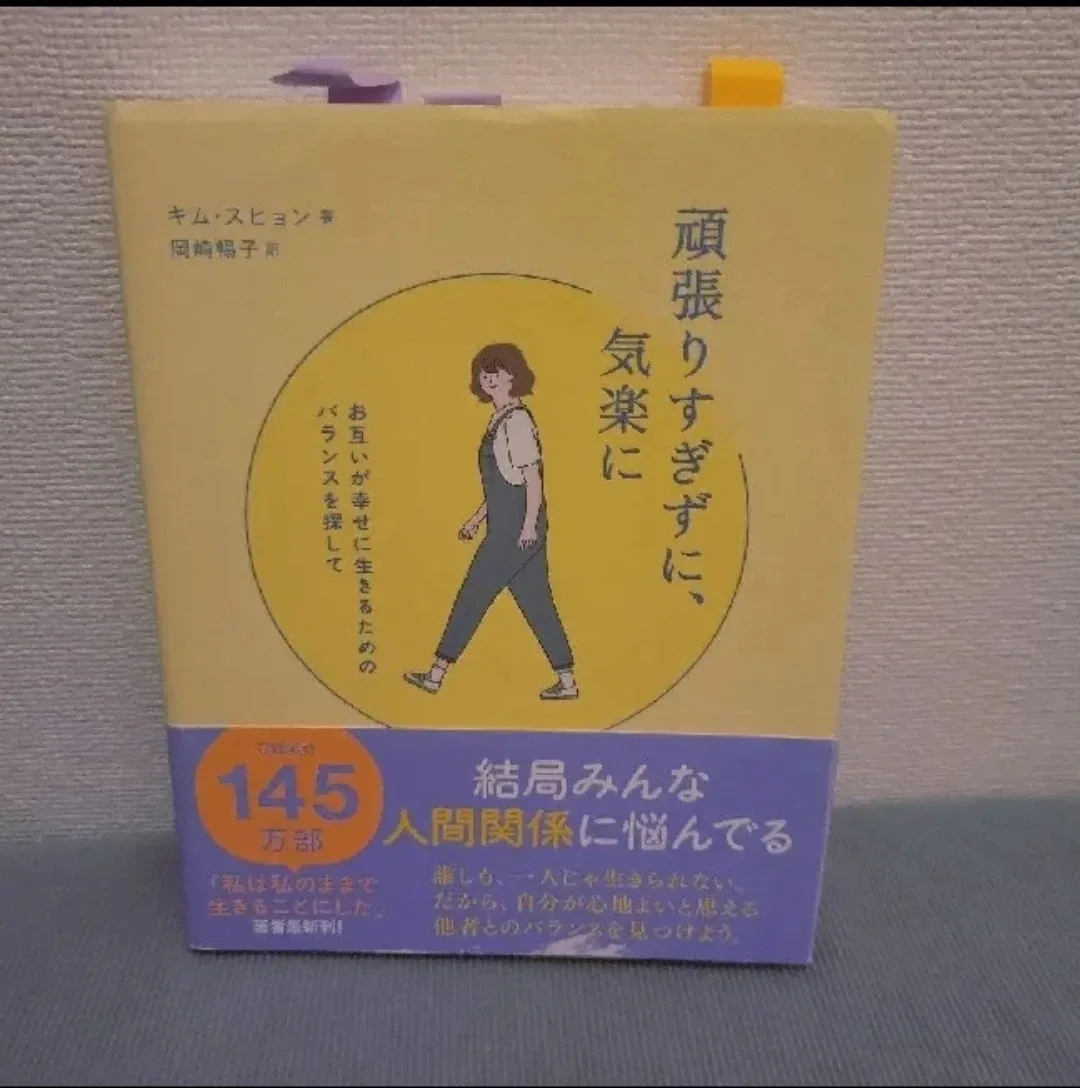 キム・スヒョン 著
岡崎暢子 訳
頑張りすぎずに、
気楽に
お互いが幸せに生きるための
バランスを探して
145
万部
「私は私のままで
生きることにした」
結局みんな
人間関係に悩んでる
誰しも、一人じゃ生きられない。
だから、自分が心地よいと思える
他者とのバランスを見つけよう。